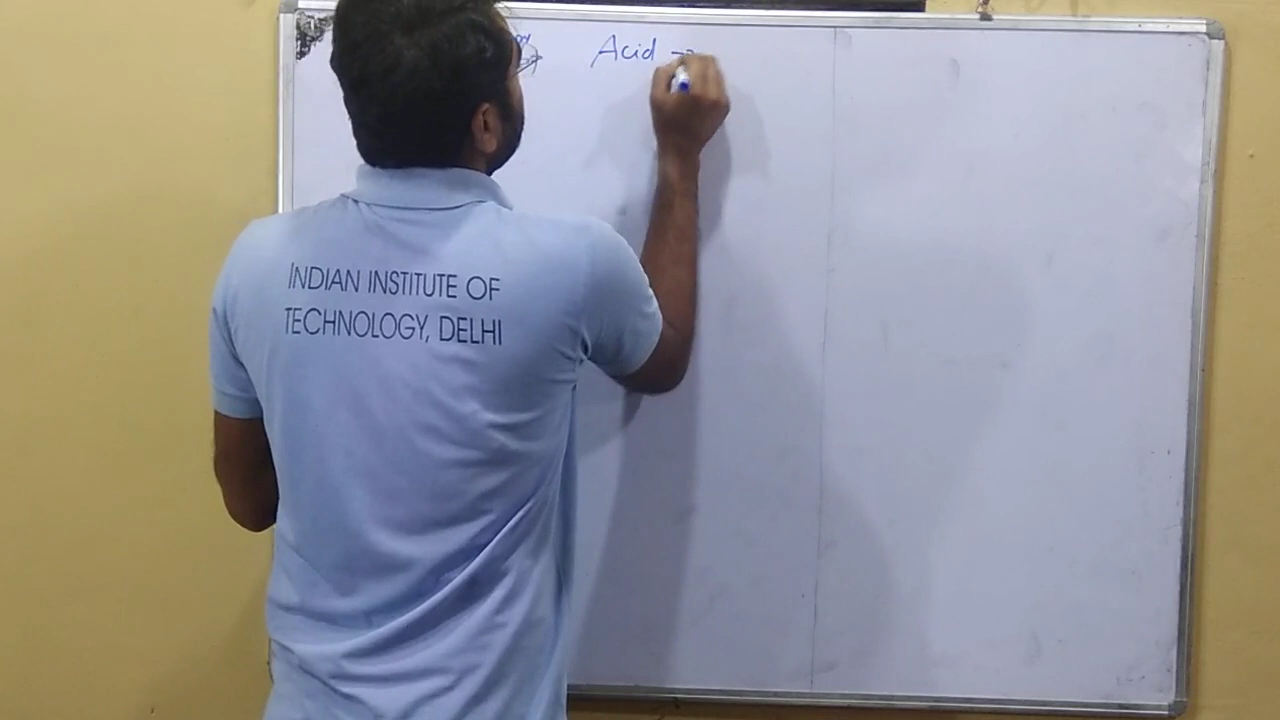 Acid →
INDIAN INSTITUTE OF
TECHNOLOGY, DELHI